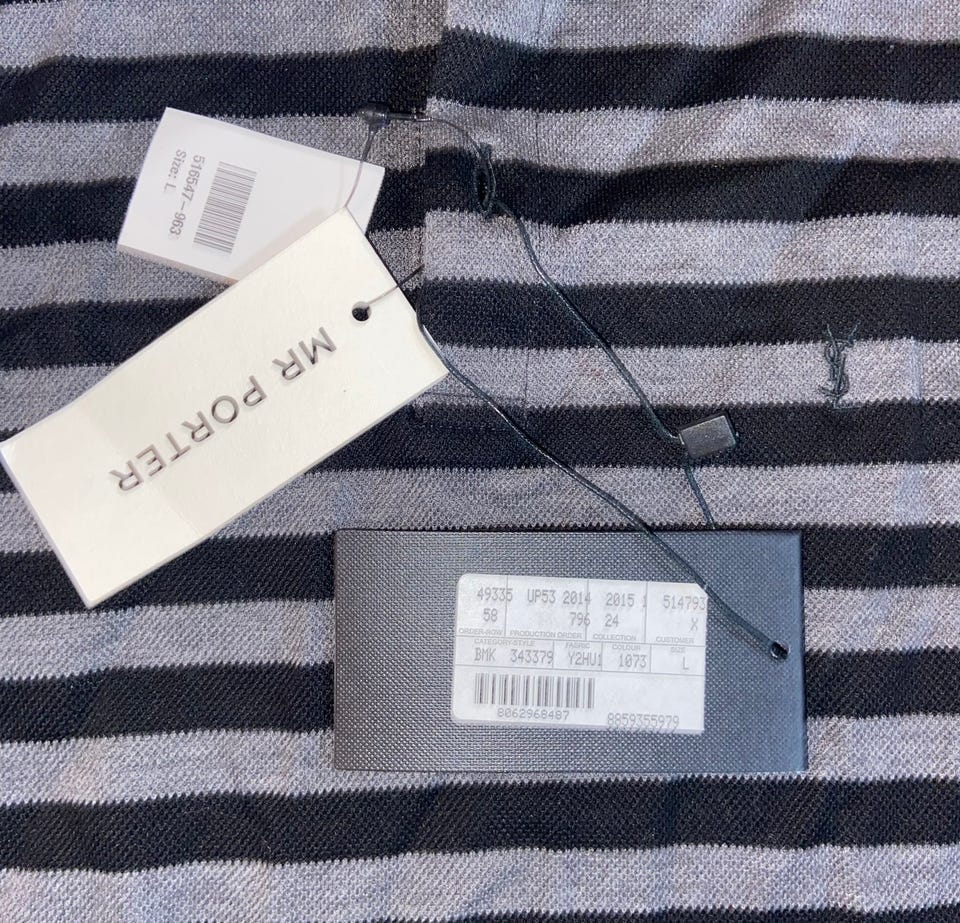 516547-963
Size: L
MR PORTER
YSL
49335 UP53 2014 2015 1 514793
58 796 24 X
ORDER-ROW PRODUCTION ORDER COLLECTION CUSTOMER
CATEGORY-STYLE FABRIC COLOUR SIZE
BMK 343379 Y2HU1 1073 L
8062968487 8859355979